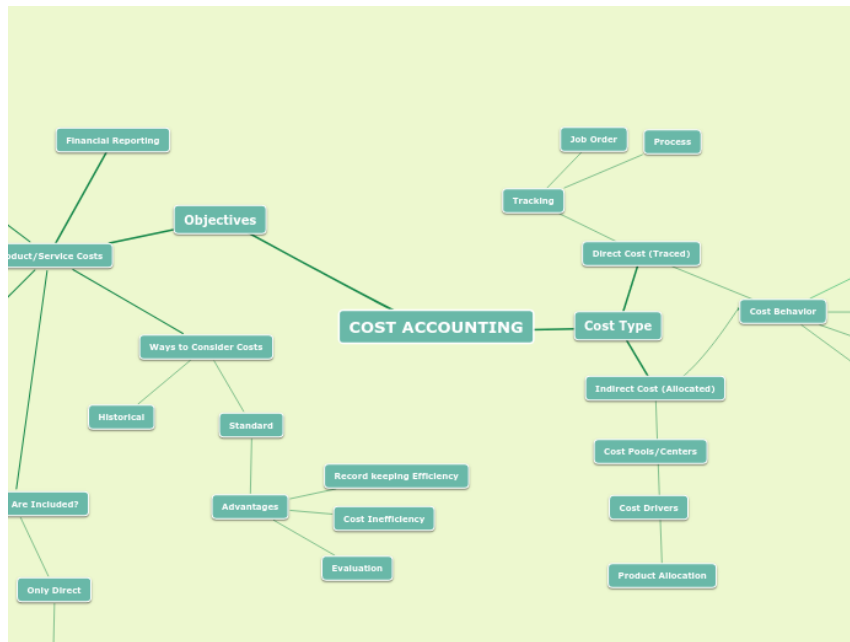 Job Order
Financial Reporting
Process
Tracking
Objectives
Direct Cost (Traced)
oduct/Service Costs
Cost Behavior
COST ACCOUNTING
Cost Type
Ways to Consider Costs
Indirect Cost (Allocated)
Historical
Standard
Cost Pools/Centers
Record keeping Efficiency
Are Included?
Advantages
Cost Drivers
Cost Inefficiency
Evaluation
Product Allocation
Only Direct